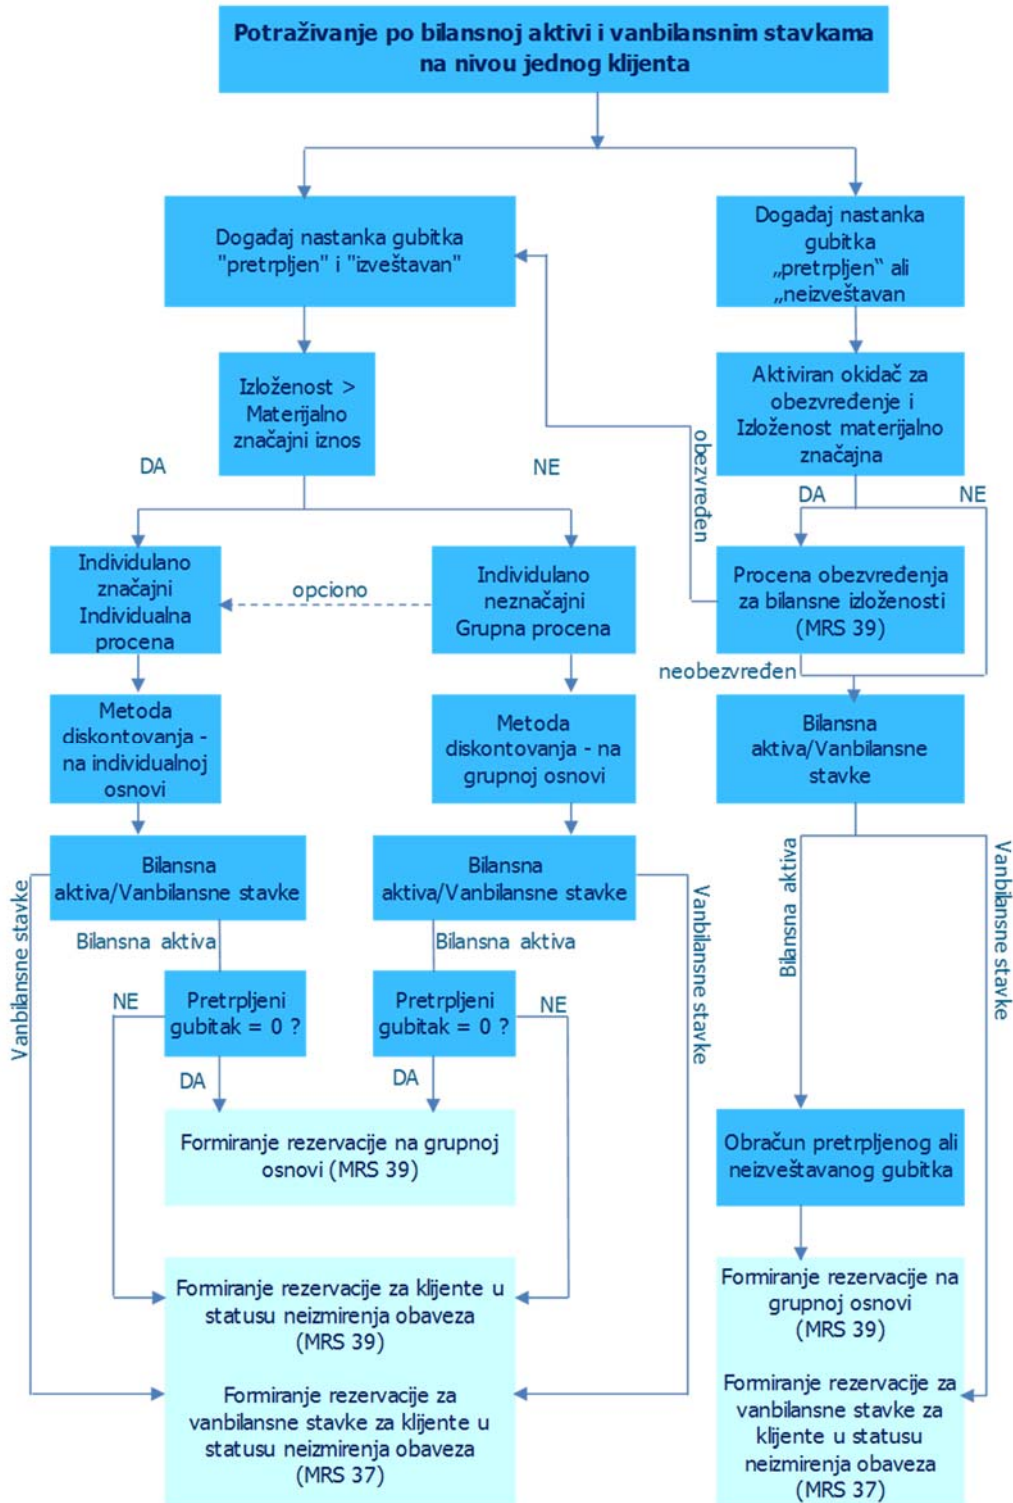 Potraživanje po bilansnoj aktivi i vanbilansnim stavkama
na nivou jednog klijenta
Događaj nastanka gubitka
"pretrpljen" i "izveštavan"
Događaj nastanka
gubitka
„pretrpljen“ ali
„neizveštavan
Izloženost >
Materijalno
značajni iznos
Aktiviran okidač za
obezvređenje i
Izloženost materijalno
značajna
DA
NE
obezvređen
DA
NE
Individulano
značajni
Individualna
procena
opciono
Individulano
neznačajni
Grupna procena
Procena obezvređenja
za bilansne izloženosti
(MRS 39)
neobezvređen
Metoda
diskontovanja -
na individualnoj
osnovi
Metoda
diskontovanja - na
grupnoj osnovi
Bilansna
aktiva/Vanbilansne
stavke
Bilansna
aktiva/Vanbilansne stavke
Bilansna
aktiva/Vanbilansne stavke
Vanbilansne stavke
Bilansna aktiva
Bilansna aktiva
Vanbilansne stavke
Bilansna aktiva
Vanbilansne stavke
NE
Pretrpljeni
gubitak = 0 ?
Pretrpljeni
gubitak = 0 ?
NE
DA
DA
Formiranje rezervacije na grupnoj
osnovi (MRS 39)
Obračun pretrpljenog ali
neizveštavanog gubitka
Formiranje rezervacije za klijente u
statusu neizmirenja obaveza
(MRS 39)
Formiranje rezervacije za
vanbilansne stavke za klijente u
statusu neizmirenja obaveza
(MRS 37)
Formiranje rezervacije na
grupnoj osnovi
(MRS 39)
Formiranje rezervacije za
vanbilansne stavke za
klijente u statusu
neizmirenja obaveza
(MRS 37)